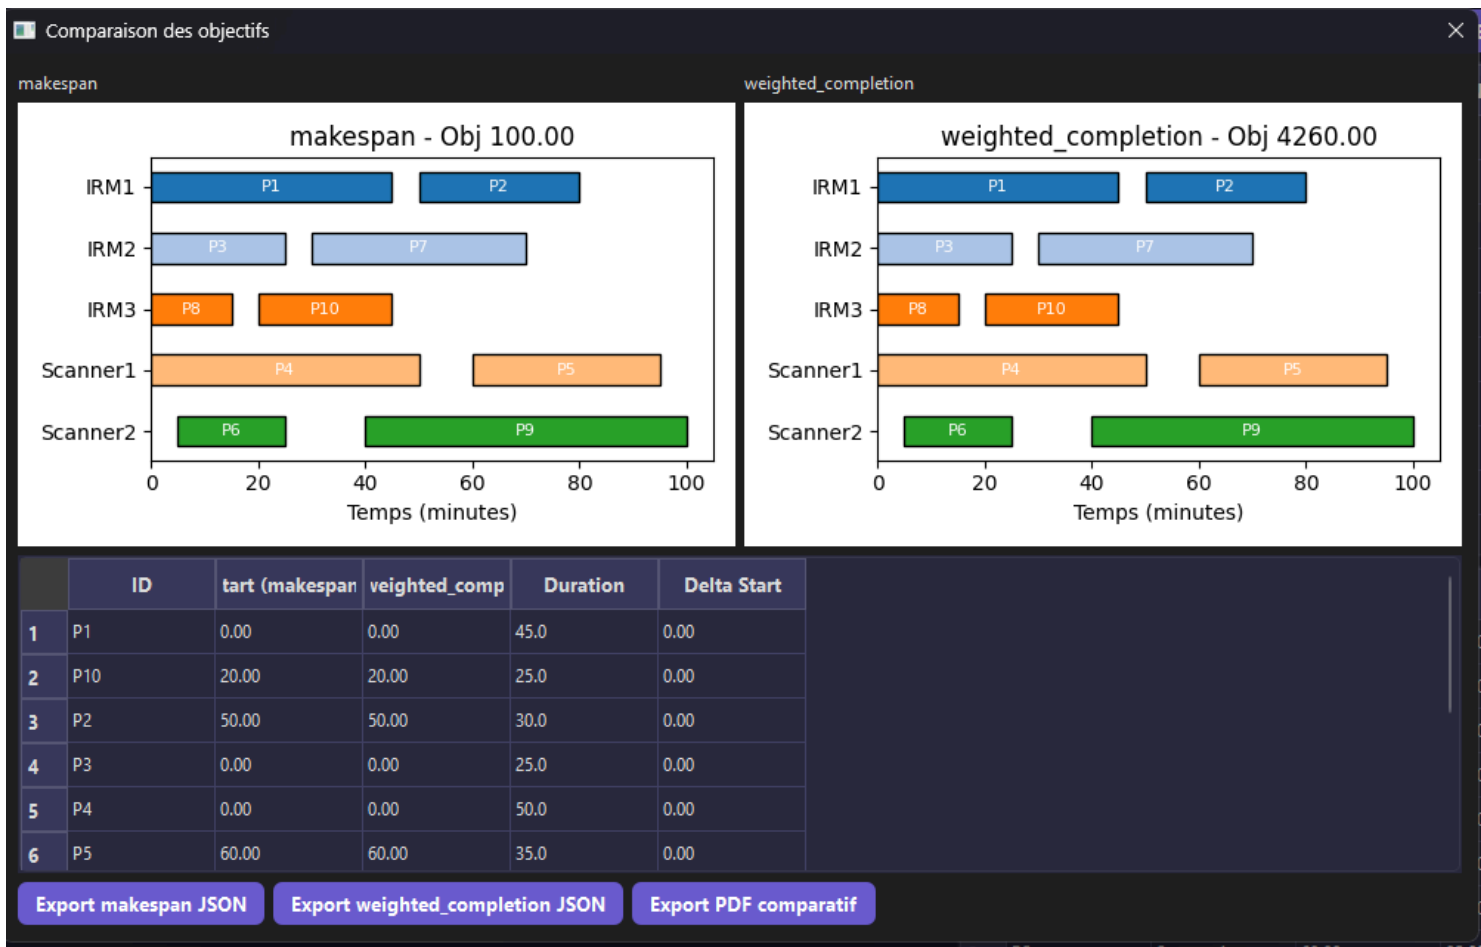 Comparaison des objectifs
makespan
weighted_completion
makespan - Obj 100.00
IRM1
P1
P2
IRM2
P3
P7
IRM3
P8
P10
Scanner1
P4
P5
Scanner2
P6
P9
0 20 40 60 80 100
Temps (minutes)
weighted_completion - Obj 4260.00
IRM1
P1
P2
IRM2
P3
P7
IRM3
P8
P10
Scanner1
P4
P5
Scanner2
P6
P9
0 20 40 60 80 100
Temps (minutes)
ID tart (makespan weighted_comp Duration Delta Start
1 P1 0.00 0.00 45.0 0.00
2 P10 20.00 20.00 25.0 0.00
3 P2 50.00 50.00 30.0 0.00
4 P3 0.00 0.00 25.0 0.00
5 P4 0.00 0.00 50.0 0.00
6 P5 60.00 60.00 35.0 0.00
Export makespan JSON
Export weighted_completion JSON
Export PDF comparatif